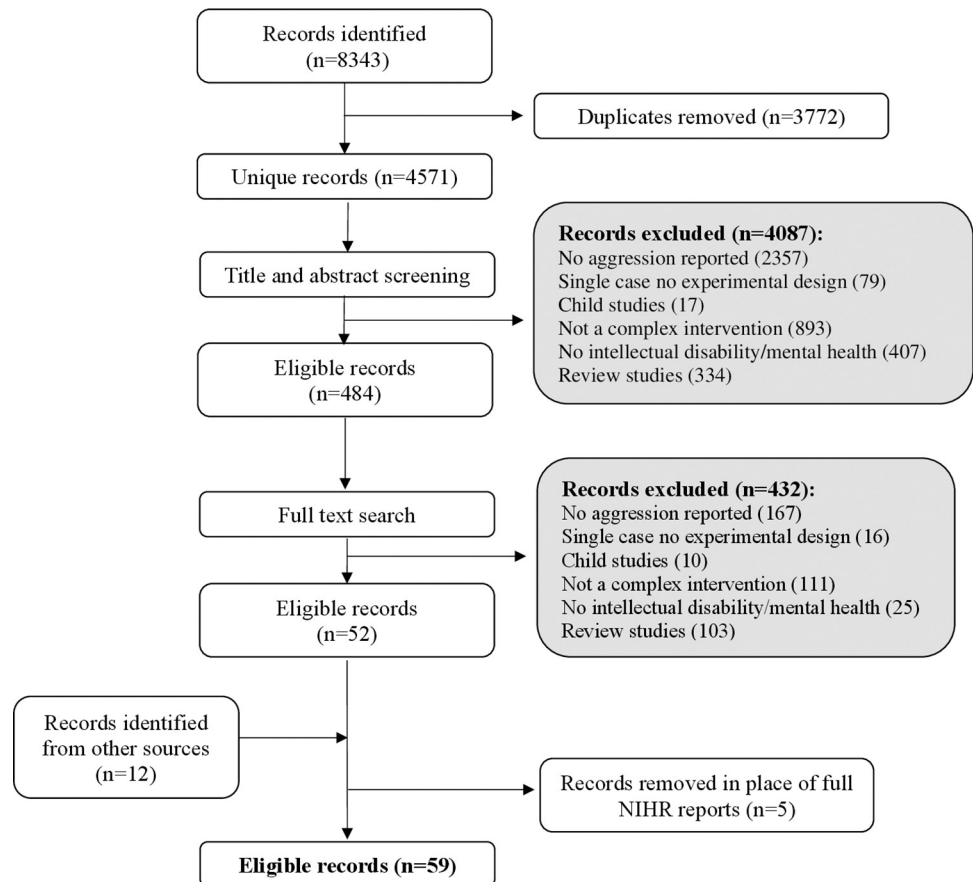 Records identified
(n=8343)
Duplicates removed (n=3772)
Unique records (n=4571)
Records excluded (n=4087):
No aggression reported (2357)
Single case no experimental design (79)
Child studies (17)
Not a complex intervention (893)
No intellectual disability/mental health (407)
Review studies (334)
Title and abstract screening
Eligible records
(n=484)
Records excluded (n=432):
No aggression reported (167)
Single case no experimental design (16)
Child studies (10)
Not a complex intervention (111)
No intellectual disability/mental health (25)
Review studies (103)
Full text search
Eligible records
(n=52)
Records identified
from other sources
(n=12)
Records removed in place of full
NIHR reports (n=5)
Eligible records (n=59)